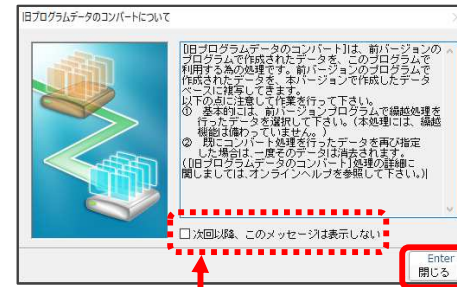 旧プログラムデータのコンバートについて
[旧プログラムデータのコンバート]は、前バージョンの
プログラムで作成されたデータを、このプログラムで
利用する為の処理です。前バージョンのプログラムで
作成されたデータを、本バージョンで作成したデータ
ベースに複写してきます。
以下の点に注意して作業を行って下さい。
① 基本的には、前バージョンプログラムで繰越処理を
行ったデータを選択して下さい。(本処理には、繰越
機能は備わっていません。)
② 既にコンバート処理を行ったデータを再び指定
した場合は、一度そのデータは消去されます。
([旧プログラムデータのコンバート]処理の詳細に
関しましては、オンラインヘルプを参照して下さい。)
次回以降、このメッセージは表示しない
Enter
閉じる